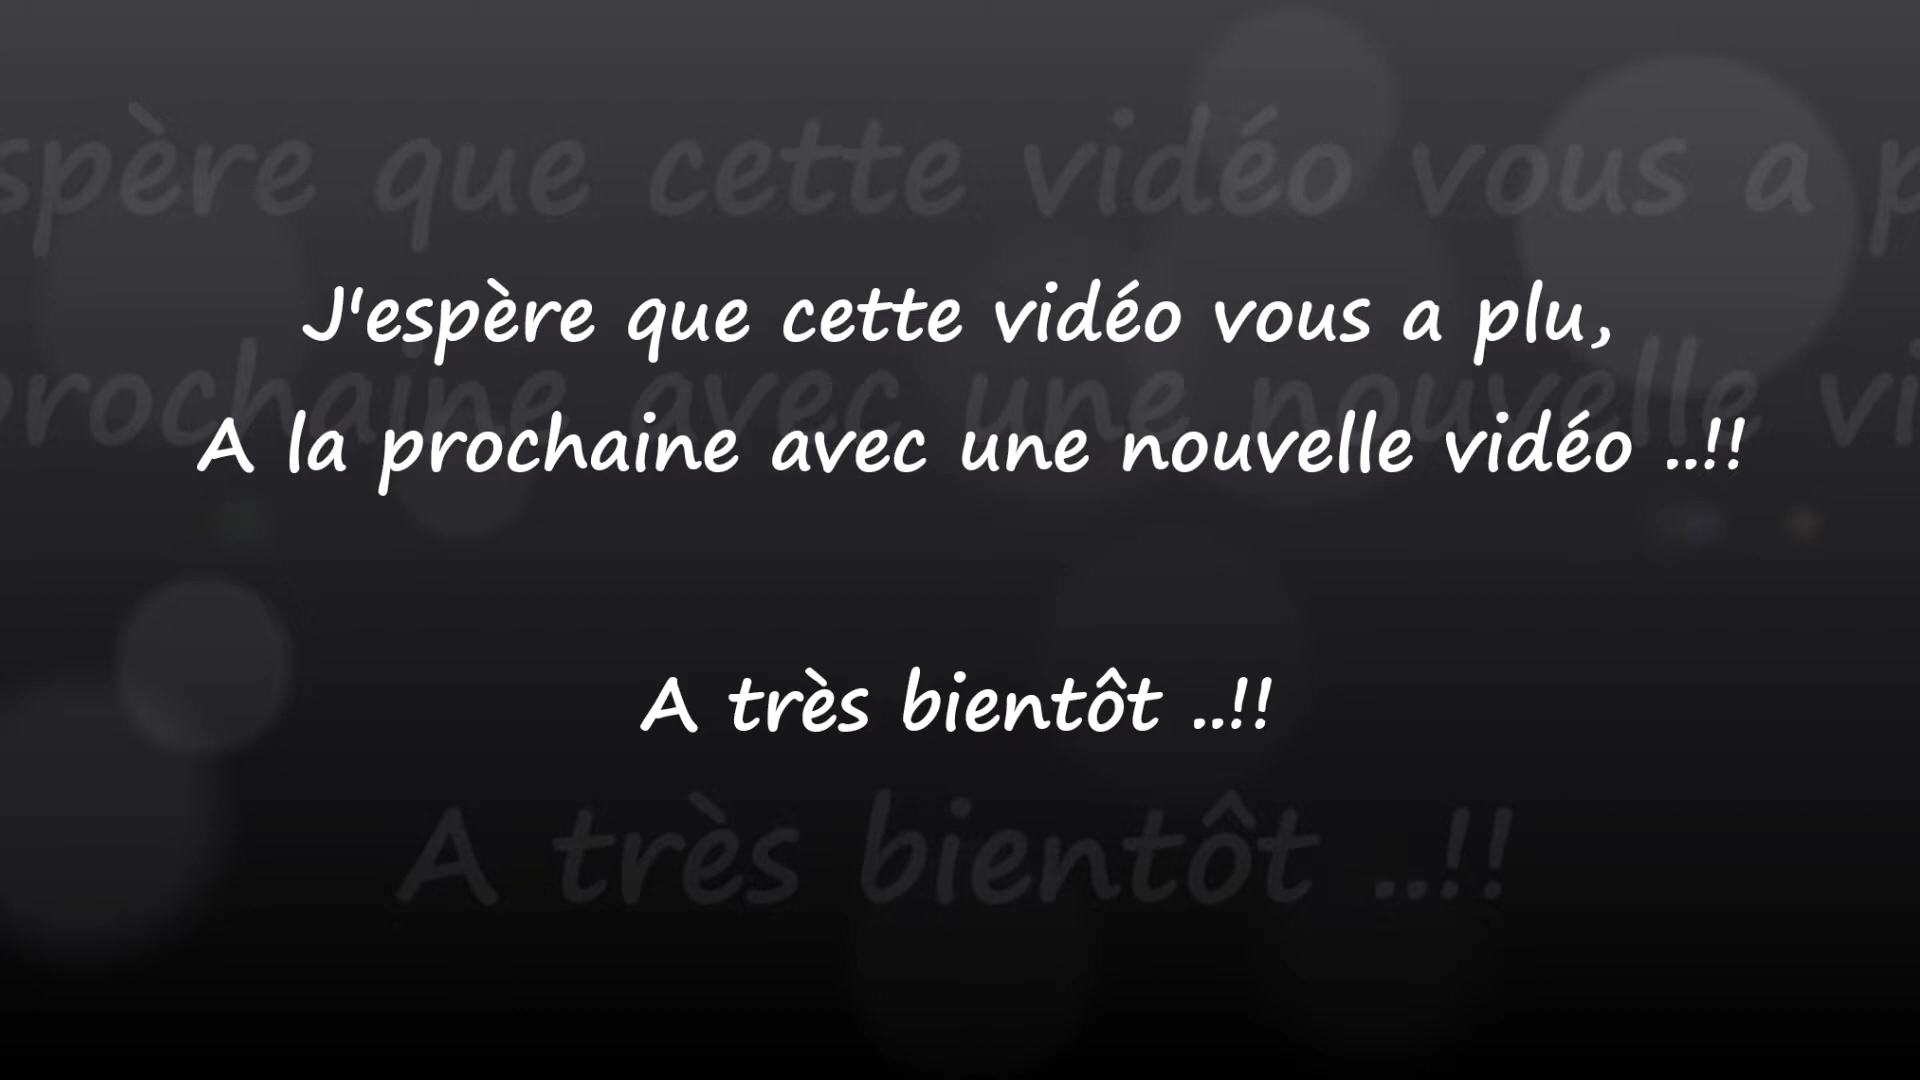 J'espère que cette vidéo vous a plu,
A la prochaine avec une nouvelle vidéo ..!!
A très bientôt ..!!